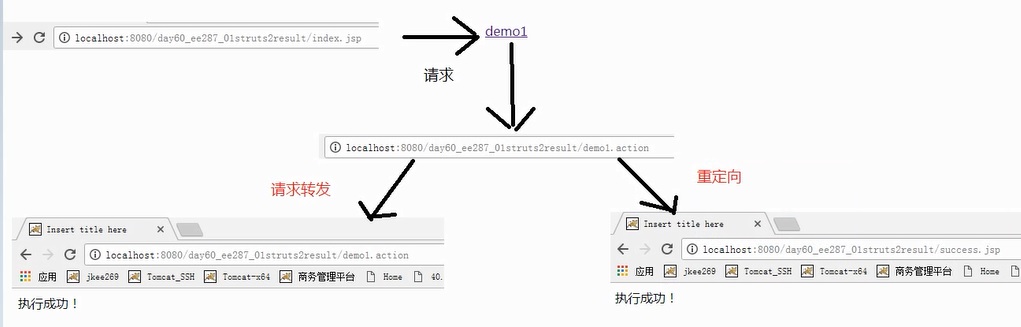 localhost:8080/day60_ee287_01struts2result/index.jsp
demo1
请求
localhost:8080/day60_ee287_01struts2result/demo1.action
请求转发
重定向
Insert title here
localhost:8080/day60_ee287_01struts2result/demo1.action
应用 jkee269 Tomcat_SSH Tomcat-x64 商务管理平台 Home 40.
执行成功！
Insert title here
localhost:8080/day60_ee287_01struts2result/success.jsp
应用 jkee269 Tomcat_SSH Tomcat-x64 商务管理平台 Home
执行成功！